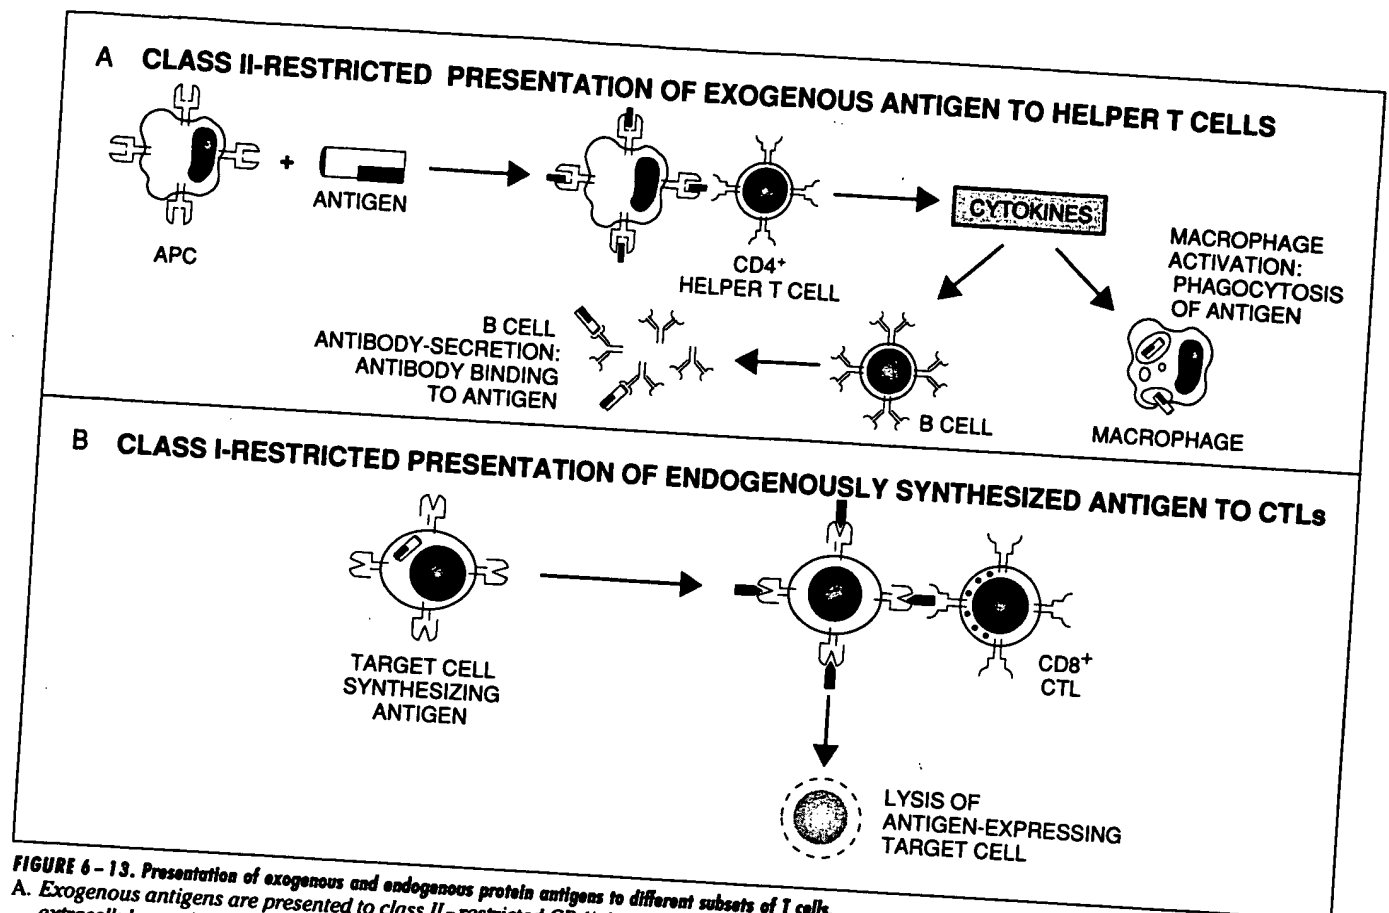 A CLASS II-RESTRICTED PRESENTATION OF EXOGENOUS ANTIGEN TO HELPER T CELLS
+
ANTIGEN
APC
CD4+
HELPER T CELL
CYTOKINES
MACROPHAGE
ACTIVATION:
PHAGOCYTOSIS
OF ANTIGEN
B CELL
ANTIBODY-SECRETION:
ANTIBODY BINDING
TO ANTIGEN
B CELL
MACROPHAGE
B CLASS I-RESTRICTED PRESENTATION OF ENDOGENOUSLY SYNTHESIZED ANTIGEN TO CTLs
TARGET CELL
SYNTHESIZING
ANTIGEN
CD8+
CTL
LYSIS OF
ANTIGEN-EXPRESSING
TARGET CELL
FIGURE 6-13. Presentation of exogenous and endogenous protein antigens to different subsets of T cells
A. Exogenous antigens are presented to class II-restricted